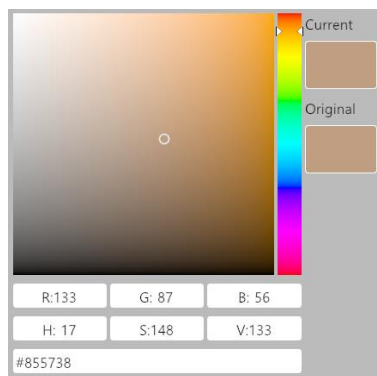 Current
Original
R:133
G: 87
B: 56
H: 17
S:148
V:133
#855738